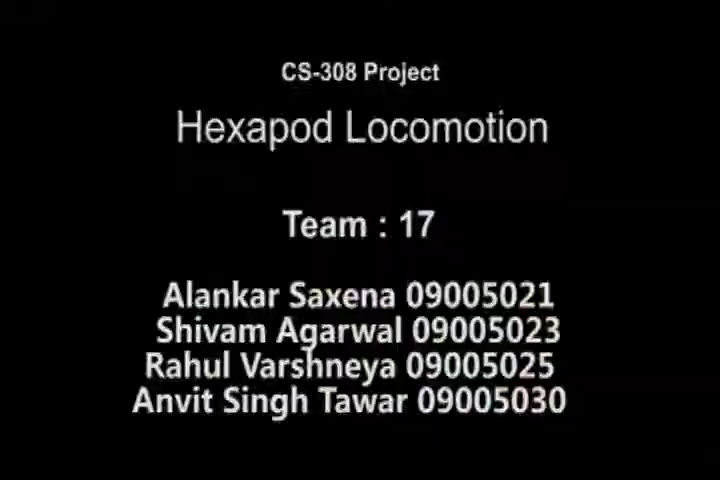 CS-308 Project
Hexapod Locomotion
Team : 17
Alankar Saxena 09005021
Shivam Agarwal 09005023
Rahul Varshneya 09005025
Anvit Singh Tawar 09005030